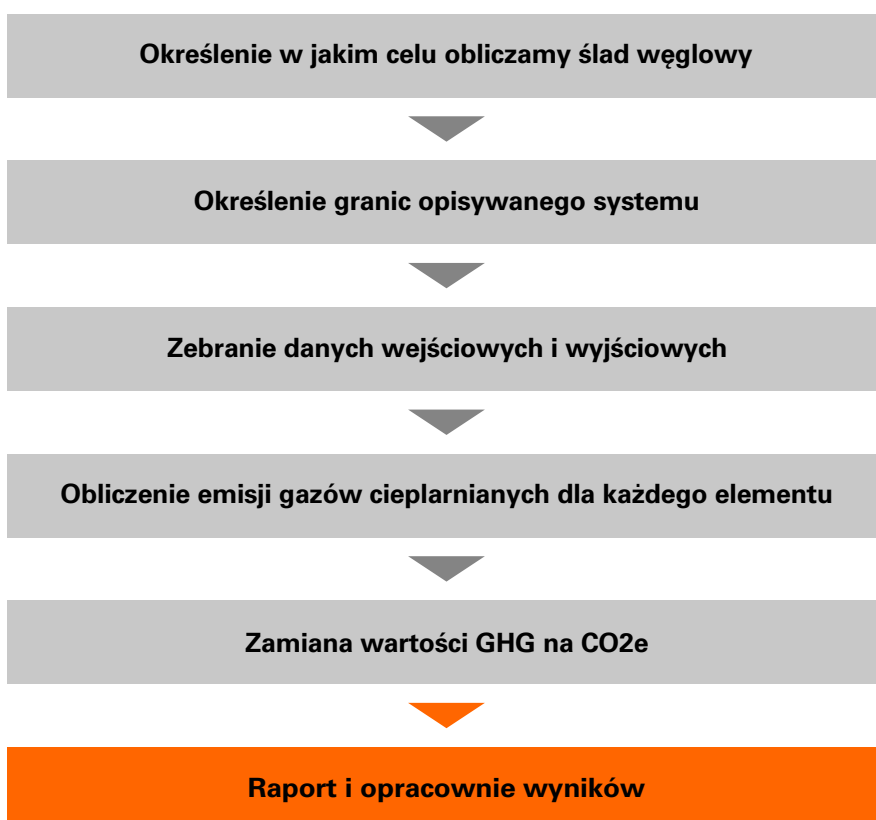 Określenie w jakim celu obliczamy ślad węglowy
Określenie granic opisywanego systemu
Zebranie danych wejściowych i wyjściowych
Obliczenie emisji gazów cieplarnianych dla każdego elementu
Zamiana wartości GHG na CO2e
Raport i opracownie wyników